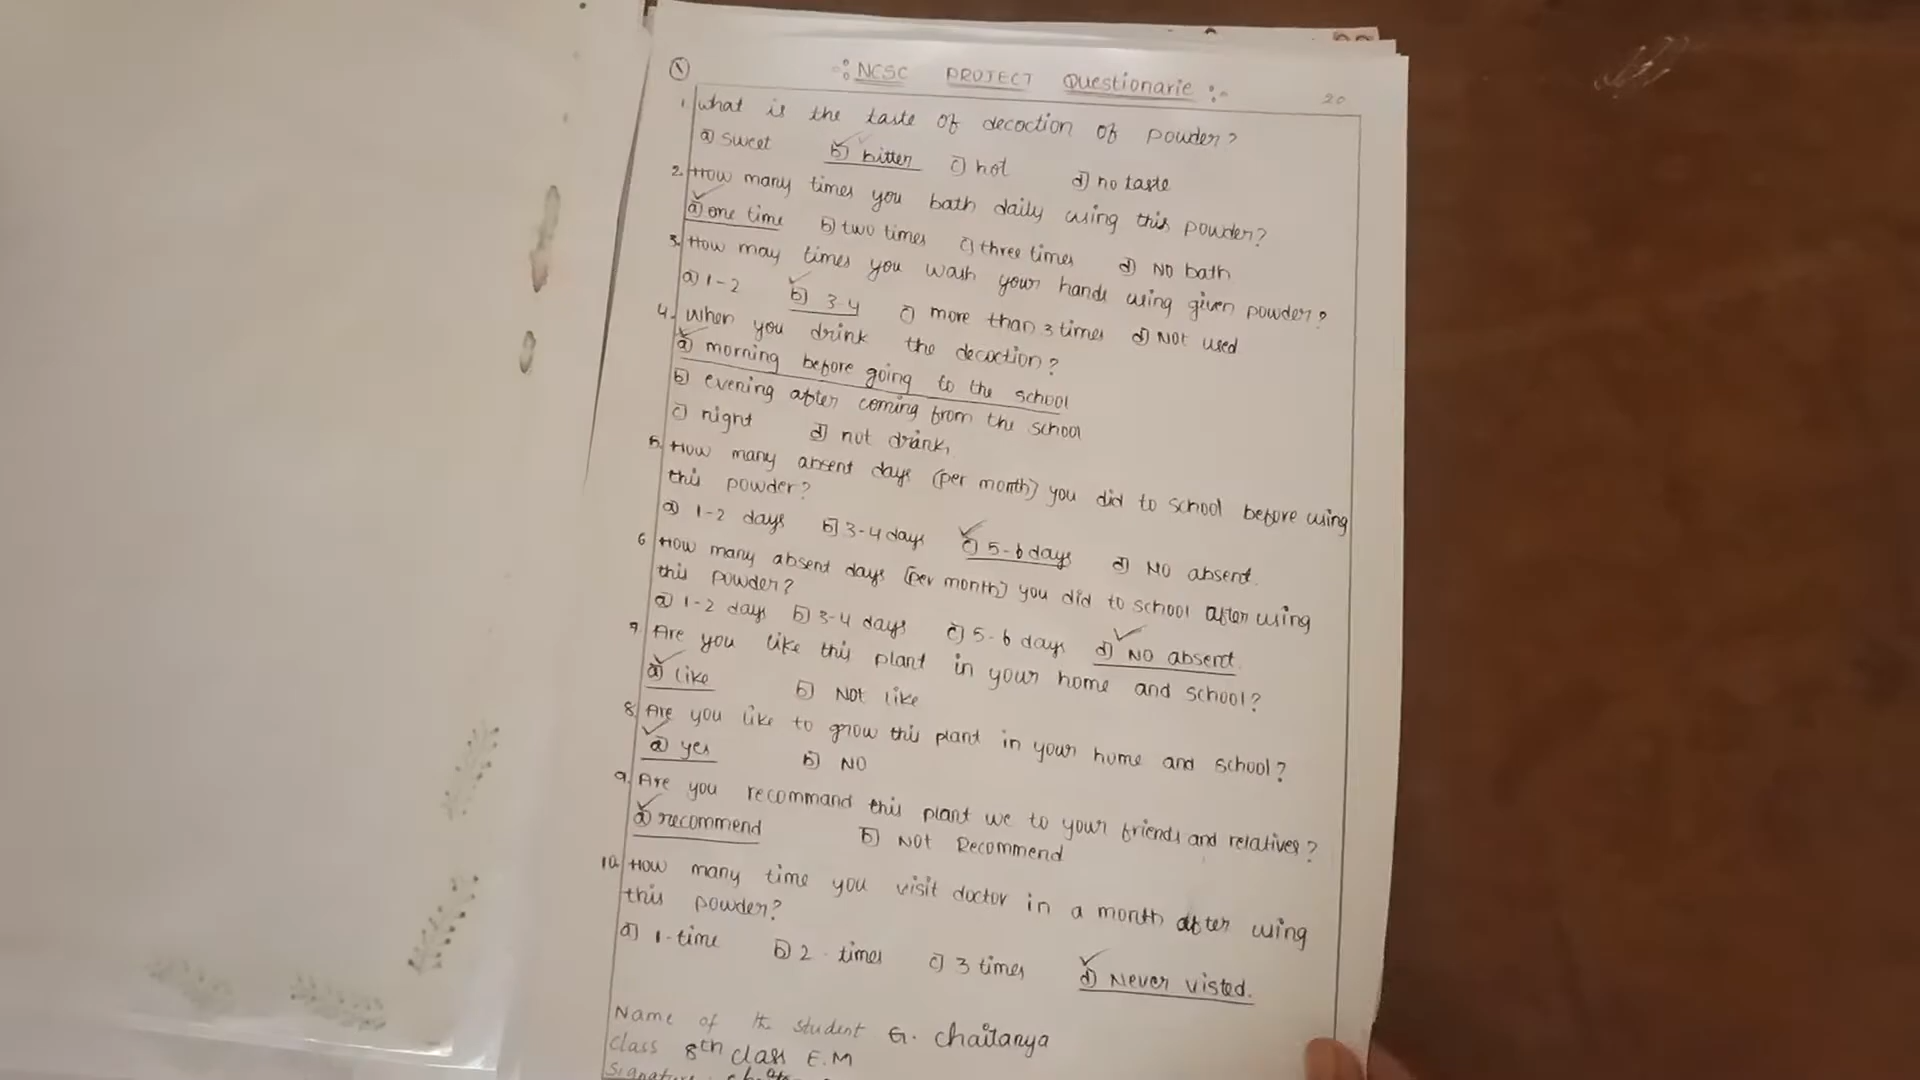 :NCSC PROJECT Questionarie :-
20
1. What is the taste of decoction of powder?
a) sweet b) bitter c) hot d) no taste
2. How many times you bath daily using this powder?
a) one time b) two times c) three times d) NO bath
3. How may times you wash your hands using given powder?
a) 1-2 b) 3-4 c) more than 3 times d) Not used
4. When you drink the decoction?
a) morning before going to the school
b) evening after coming from the school
c) night d) not drink,
5. How many absent days (per month) you did to school before using
this powder?
a) 1-2 days b) 3-4 days c) 5-6 days d) NO absent.
6 How many absent days (per month) you did to school after using
this powder?
a) 1-2 days b) 3-4 days c) 5-6 days d) NO absent.
7 Are you like this plant in your home and school?
a) like b) Not like
8 Are you like to grow this plant in your home and school?
a) yes b) NO
9. Are you recommand this plant we to your friends and relatives?
a) recommend b) Not Recommend
10. How many time you visit doctor in a month after using
this powder?
a) 1-time b) 2-times c) 3 times d) Never visted.
Name of the student G. Chaitanya
Class 8th class E.M